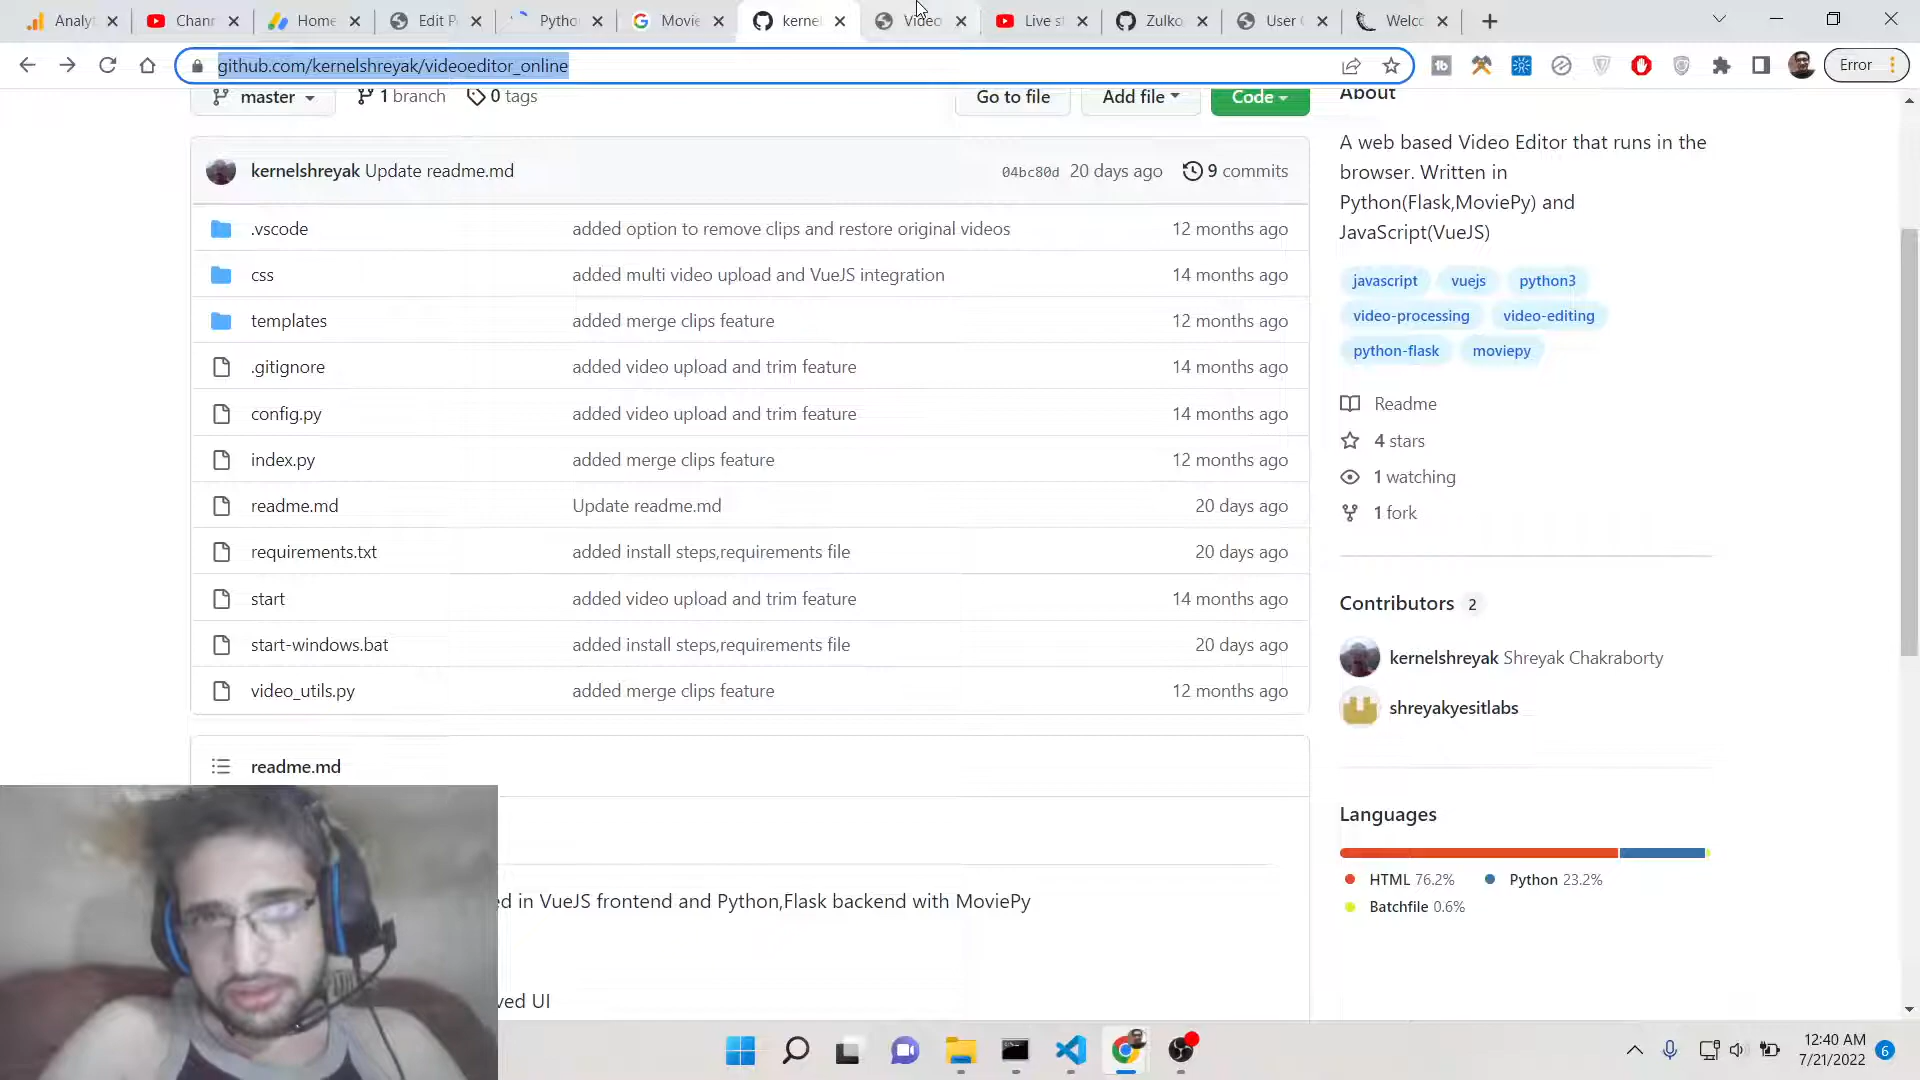 Analyt
Chann
Home
Edit P
Pytho
Movie
kernel
Video
Live st
Zulko
User
Welco
github.com/kernelshreyak/videoeditor_online
Error
master
1 branch
0 tags
Go to file
Add file
Code
About
kernelshreyak Update readme.md
04bc80d 20 days ago
9 commits
.vscode added option to remove clips and restore original videos 12 months ago
css added multi video upload and VueJS integration 14 months ago
templates added merge clips feature 12 months ago
.gitignore added video upload and trim feature 14 months ago
config.py added video upload and trim feature 14 months ago
index.py added merge clips feature 12 months ago
readme.md Update readme.md 20 days ago
requirements.txt added install steps,requirements file 20 days ago
start added video upload and trim feature 14 months ago
start-windows.bat added install steps,requirements file 20 days ago
video_utils.py added merge clips feature 12 months ago
readme.md
ed in VueJS frontend and Python,Flask backend with MoviePy
ved UI
A web based Video Editor that runs in the
browser. Written in
Python(Flask,MoviePy) and
JavaScript(VueJS)
javascript vuejs python3
video-processing video-editing
python-flask moviepy
Readme
4 stars
1 watching
1 fork
Contributors 2
kernelshreyak Shreyak Chakraborty
shreyakyesitlabs
Languages
HTML 76.2% Python 23.2%
Batchfile 0.6%
12:40 AM
7/21/2022
6